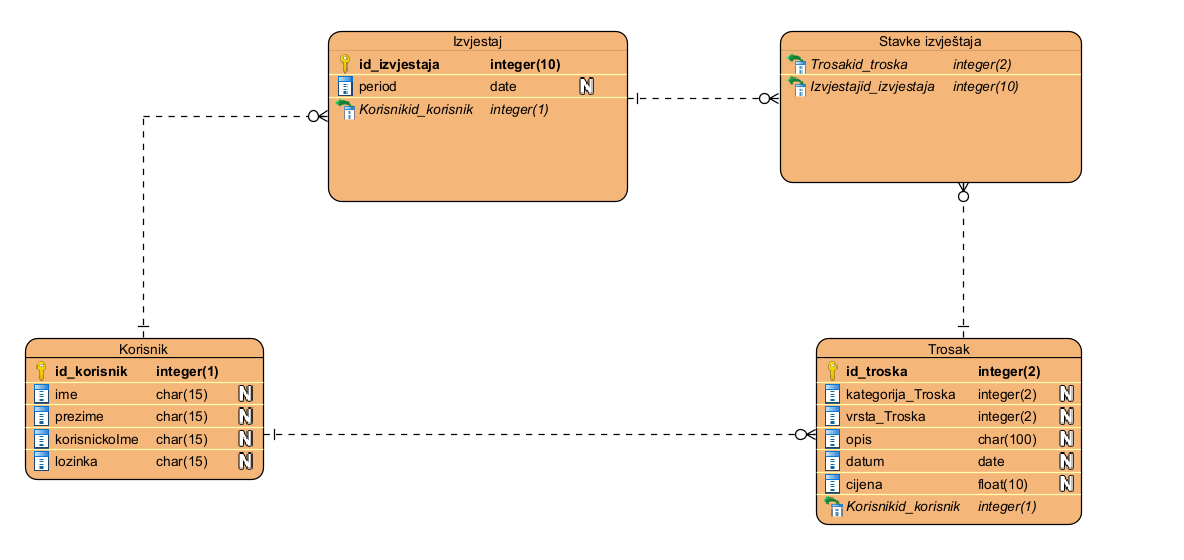 Izvjestaj
id_izvjestaja integer(10)
period date N
Korisnikid_korisnik integer(1)
Stavke izvještaja
Trosakid_troska integer(2)
Izvjestajid_izvjestaja integer(10)
Korisnik
id_korisnik integer(1)
ime char(15) N
prezime char(15) N
korisnickoIme char(15) N
lozinka char(15) N
Trosak
id_troska integer(2)
kategorija_Troska integer(2) N
vrsta_Troska integer(2) N
opis char(100) N
datum date N
cijena float(10) N
Korisnikid_korisnik integer(1)